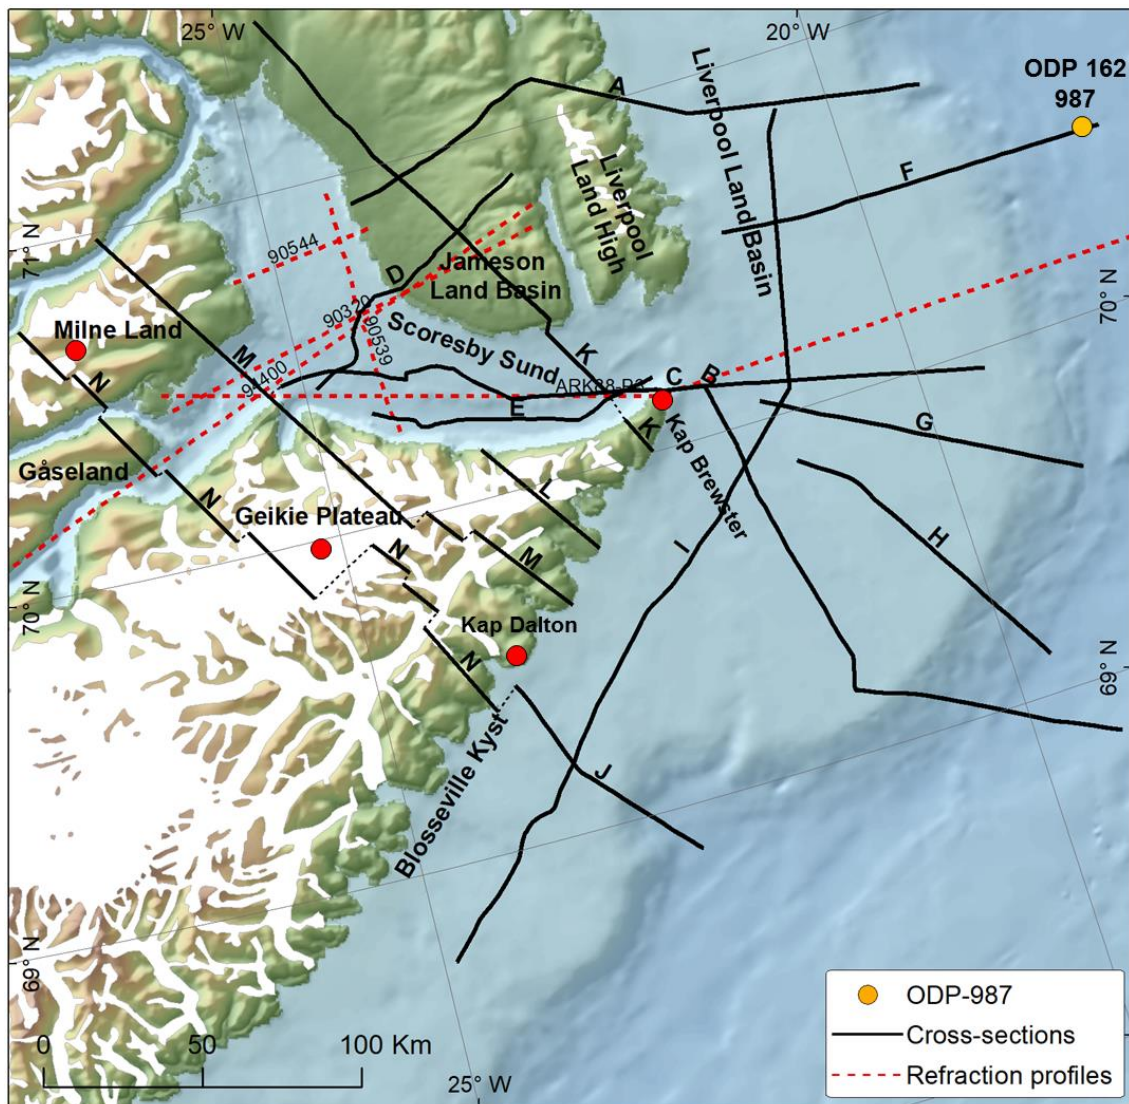 25° W
20° W
ODP 162
987
A
Liverpool Land Basin
F
Liverpool
Land High
71° N
90544
D
Jameson
Land Basin
70° N
90320
90539
Scoresby Sund
Milne Land
M
94400
K
ARK88-P2
C
B
N
E
K
Kap Brewster
G
Gåseland
N
L
Geikie Plateau
H
I
N
M
70° N
Kap Dalton
N
69° N
Blosseville Kyst
J
69° N
0
50
100 Km
25° W
ODP-987
Cross-sections
Refraction profiles